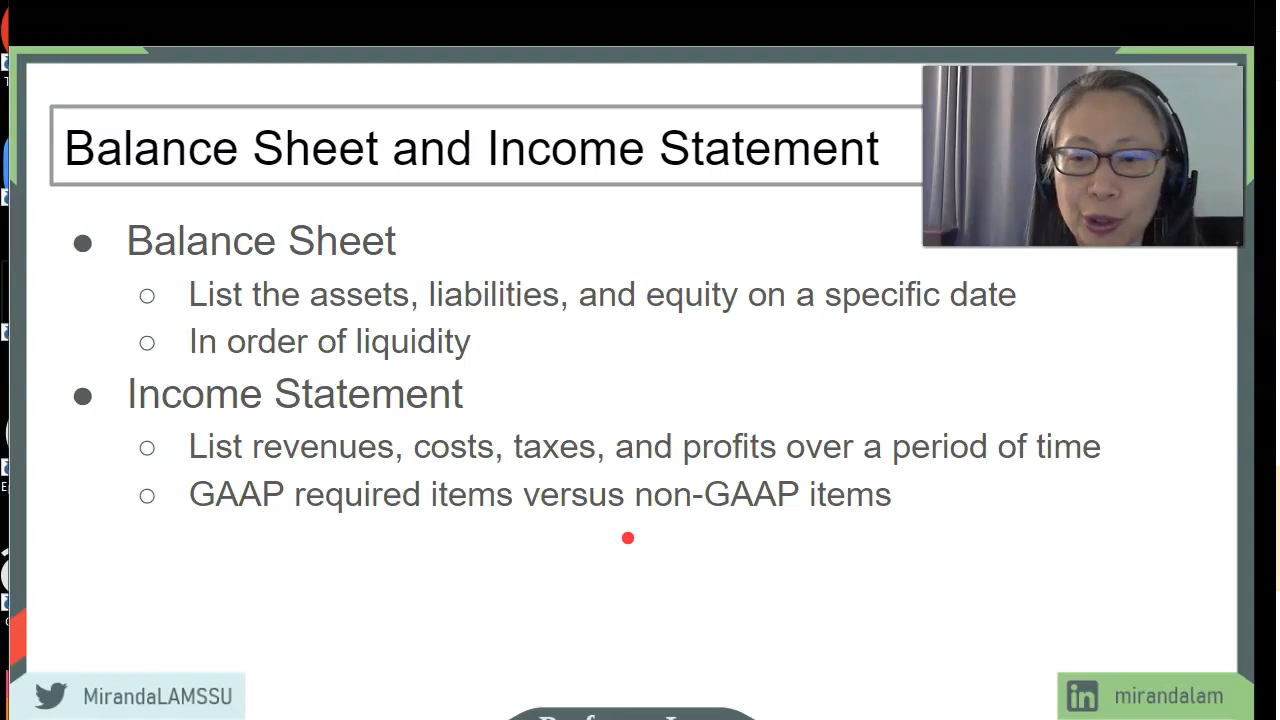 Balance Sheet and Income Statement
● Balance Sheet
○ List the assets, liabilities, and equity on a specific date
○ In order of liquidity
● Income Statement
○ List revenues, costs, taxes, and profits over a period of time
○ GAAP required items versus non-GAAP items
MirandaLAMSSU
in mirandalam